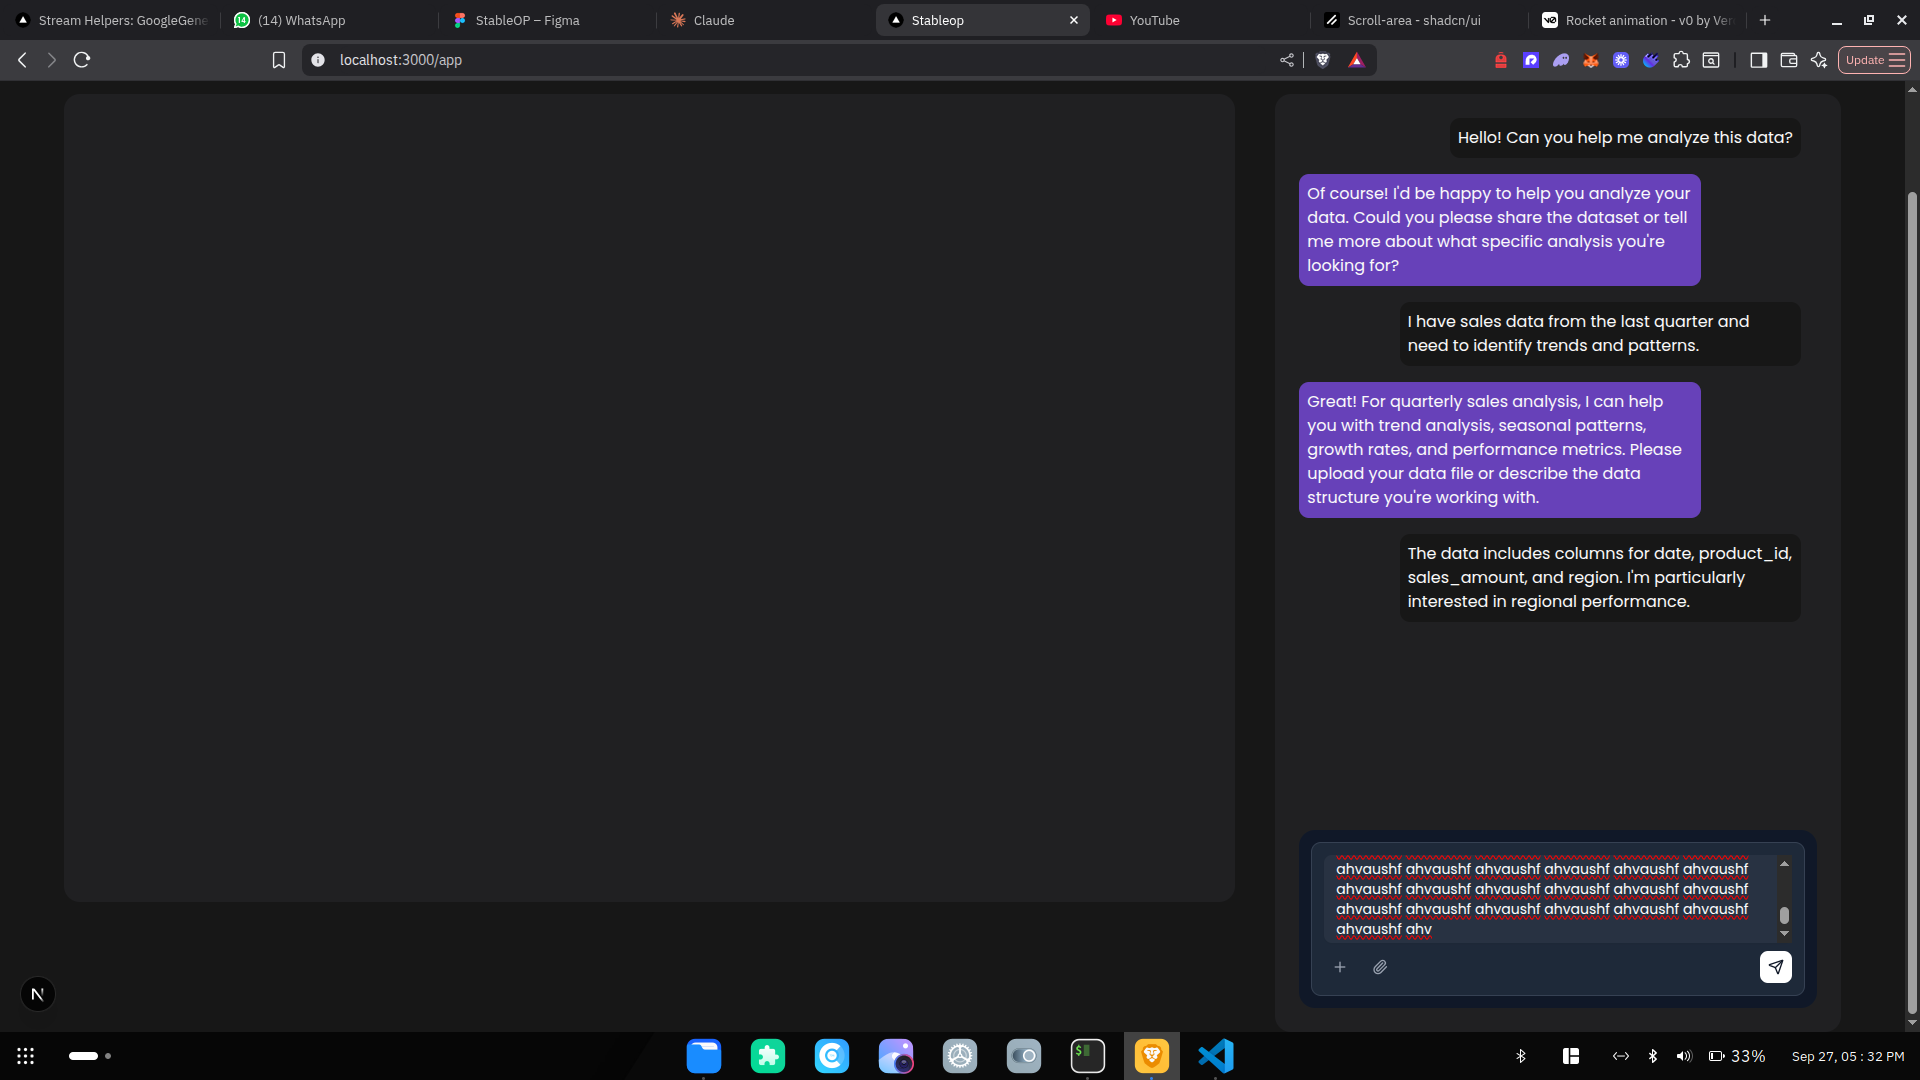 Stream Helpers: GoogleGene
(14) WhatsApp
StableOP – Figma
Claude
Stableop
YouTube
Scroll-area - shadcn/ui
Rocket animation - v0 by Ver
localhost:3000/app
Update
Hello! Can you help me analyze this data?
Of course! I'd be happy to help you analyze your
data. Could you please share the dataset or tell
me more about what specific analysis you're
looking for?
I have sales data from the last quarter and
need to identify trends and patterns.
Great! For quarterly sales analysis, I can help
you with trend analysis, seasonal patterns,
growth rates, and performance metrics. Please
upload your data file or describe the data
structure you're working with.
The data includes columns for date, product_id,
sales_amount, and region. I'm particularly
interested in regional performance.
ahvaushf ahvaushf ahvaushf ahvaushf ahvaushf ahvaushf
ahvaushf ahvaushf ahvaushf ahvaushf ahvaushf ahvaushf
ahvaushf ahvaushf ahvaushf ahvaushf ahvaushf ahvaushf
ahvaushf ahv
N
33%
Sep 27, 05 : 32 PM